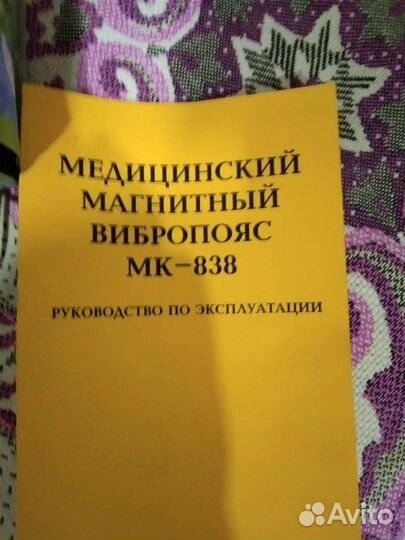 МЕДИЦИНСКИЙ
МАГНИТНЫЙ
ВИБРОПОЯС
МК-838
РУКОВОДСТВО ПО ЭКСПЛУАТАЦИИ
Avito